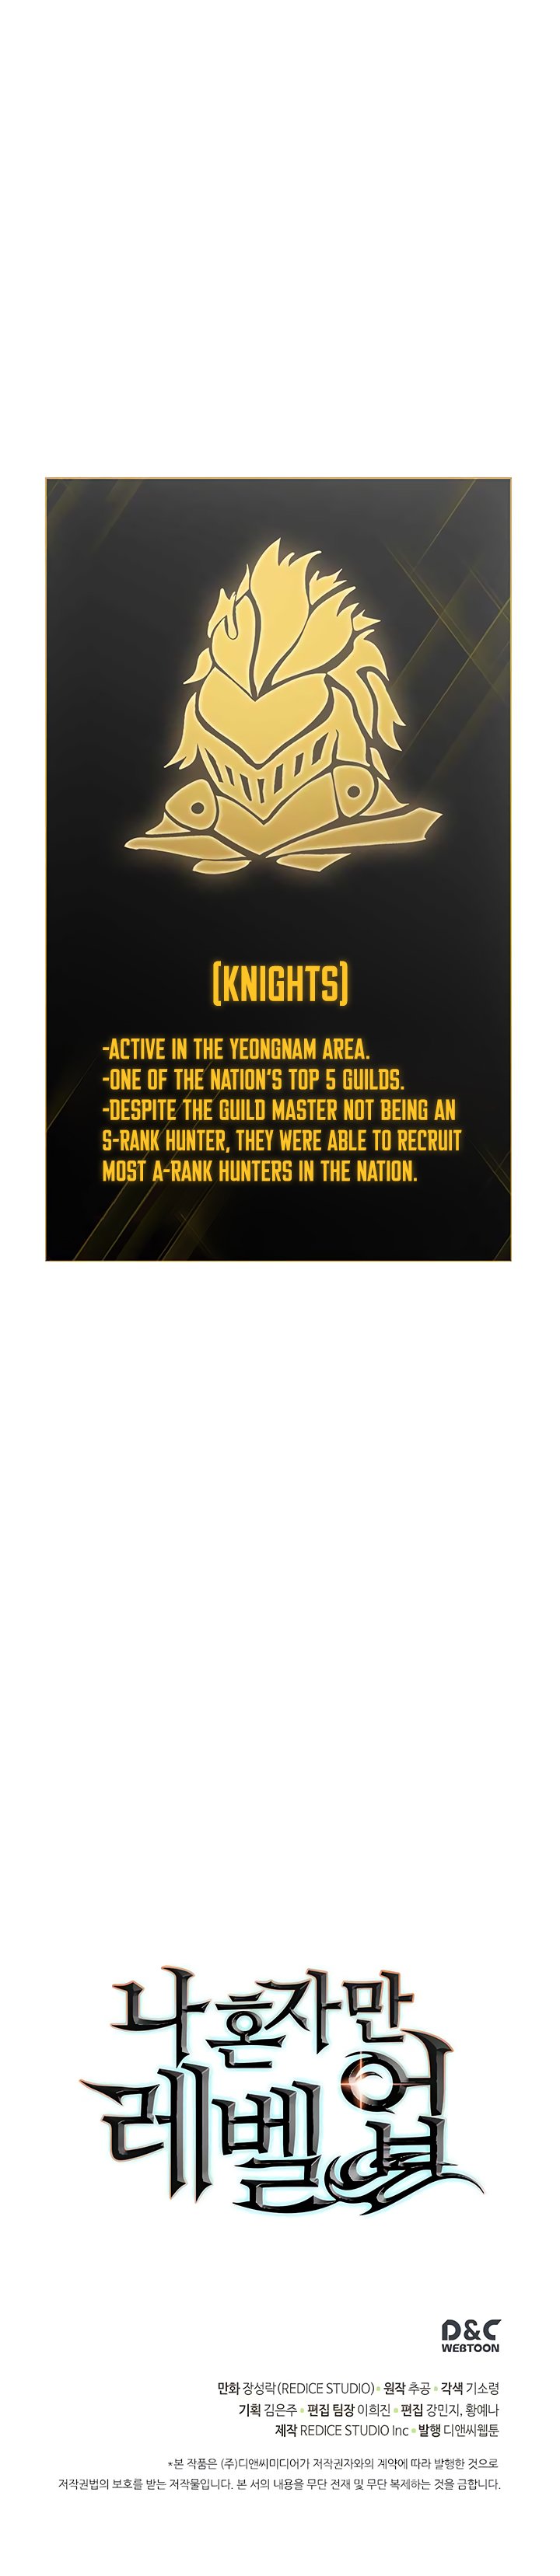 [KNIGHTS]
-ACTIVE IN THE YEONGNAM AREA.
-ONE OF THE NATION'S TOP 5 GUILDS.
-DESPITE THE GUILD MASTER NOT BEING AN
S-RANK HUNTER, THEY WERE ABLE TO RECRUIT
MOST A-RANK HUNTERS IN THE NATION.
나 혼자만
레벨업
D&C
WEBTOON
만화 장성락(REDICE STUDIO) • 원작 추공 • 각색 기소령
기획 김은주 • 편집 팀장 이희진 • 편집 강민지, 황예나
제작 REDICE STUDIO Inc • 발행 디앤씨웹툰
*본 작품은 (주)디앤씨미디어가 저작권자와의 계약에 따라 발행한 것으로
저작권법의 보호를 받는 저작물입니다. 본 서의 내용을 무단 전재 및 무단 복제하는 것을 금합니다.